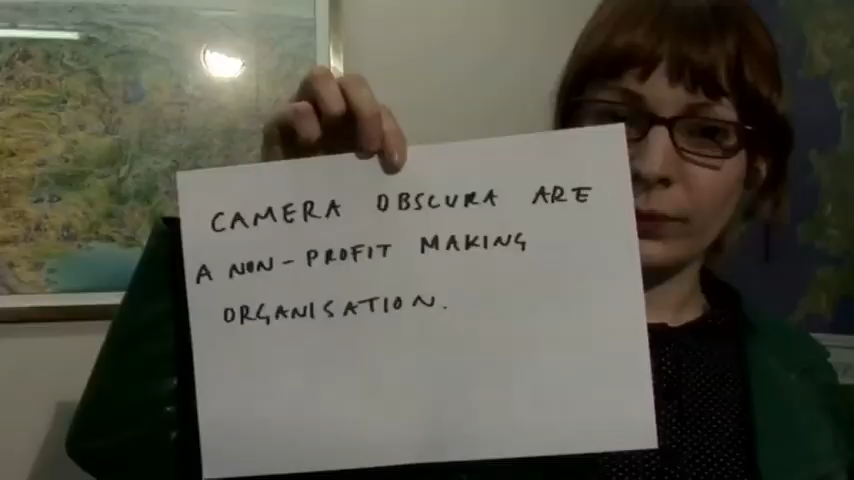 CAMERA OBSCURA ARE
A NON-PROFIT MAKING
ORGANISATION.